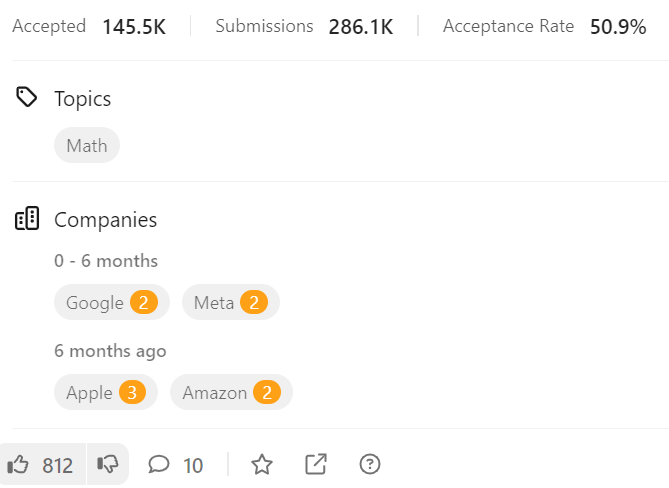 Accepted 145.5K Submissions 286.1K Acceptance Rate 50.9%
Topics
Math
Companies
0 - 6 months
Google 2 Meta 2
6 months ago
Apple 3 Amazon 2
812 10 ?